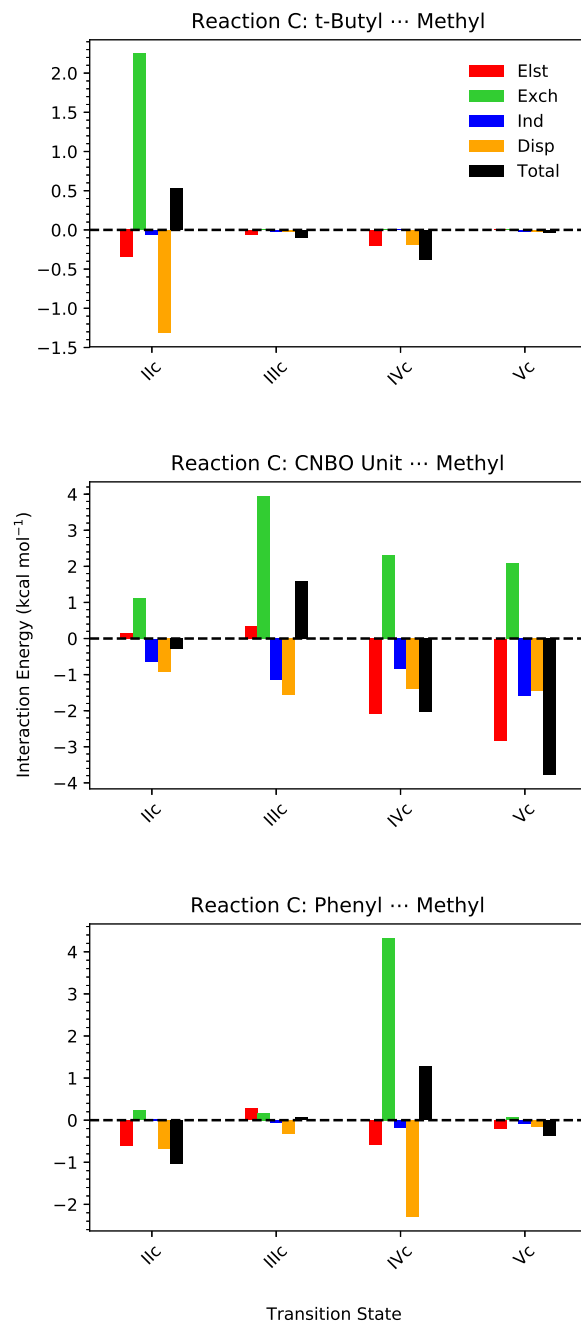 Reaction C: t-Butyl ··· Methyl
Elst
Exch
Ind
Disp
Total
2.0
1.5
1.0
0.5
0.0
−0.5
−1.0
−1.5
IIc
IIIc
IVc
Vc
Reaction C: CNBO Unit ··· Methyl
Interaction Energy (kcal mol⁻¹)
4
3
2
1
0
−1
−2
−3
−4
IIc
IIIc
IVc
Vc
Reaction C: Phenyl ··· Methyl
4
3
2
1
0
−1
−2
IIc
IIIc
IVc
Vc
Transition State